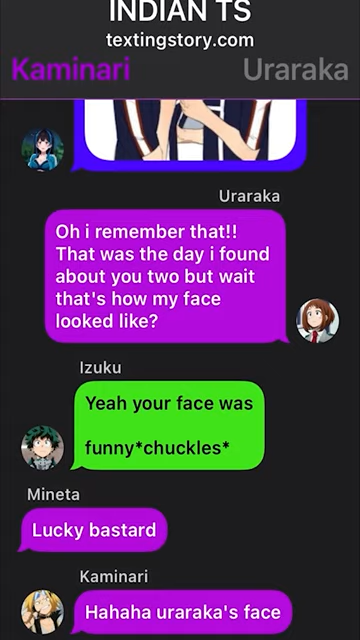 INDIAN TS
textingstory.com
Kaminari
Uraraka
Uraraka
Oh i remember that!!
That was the day i found
about you two but wait
that's how my face
looked like?
Izuku
Yeah your face was
funny*chuckles*
Mineta
Lucky bastard
Kaminari
Hahaha uraraka's face